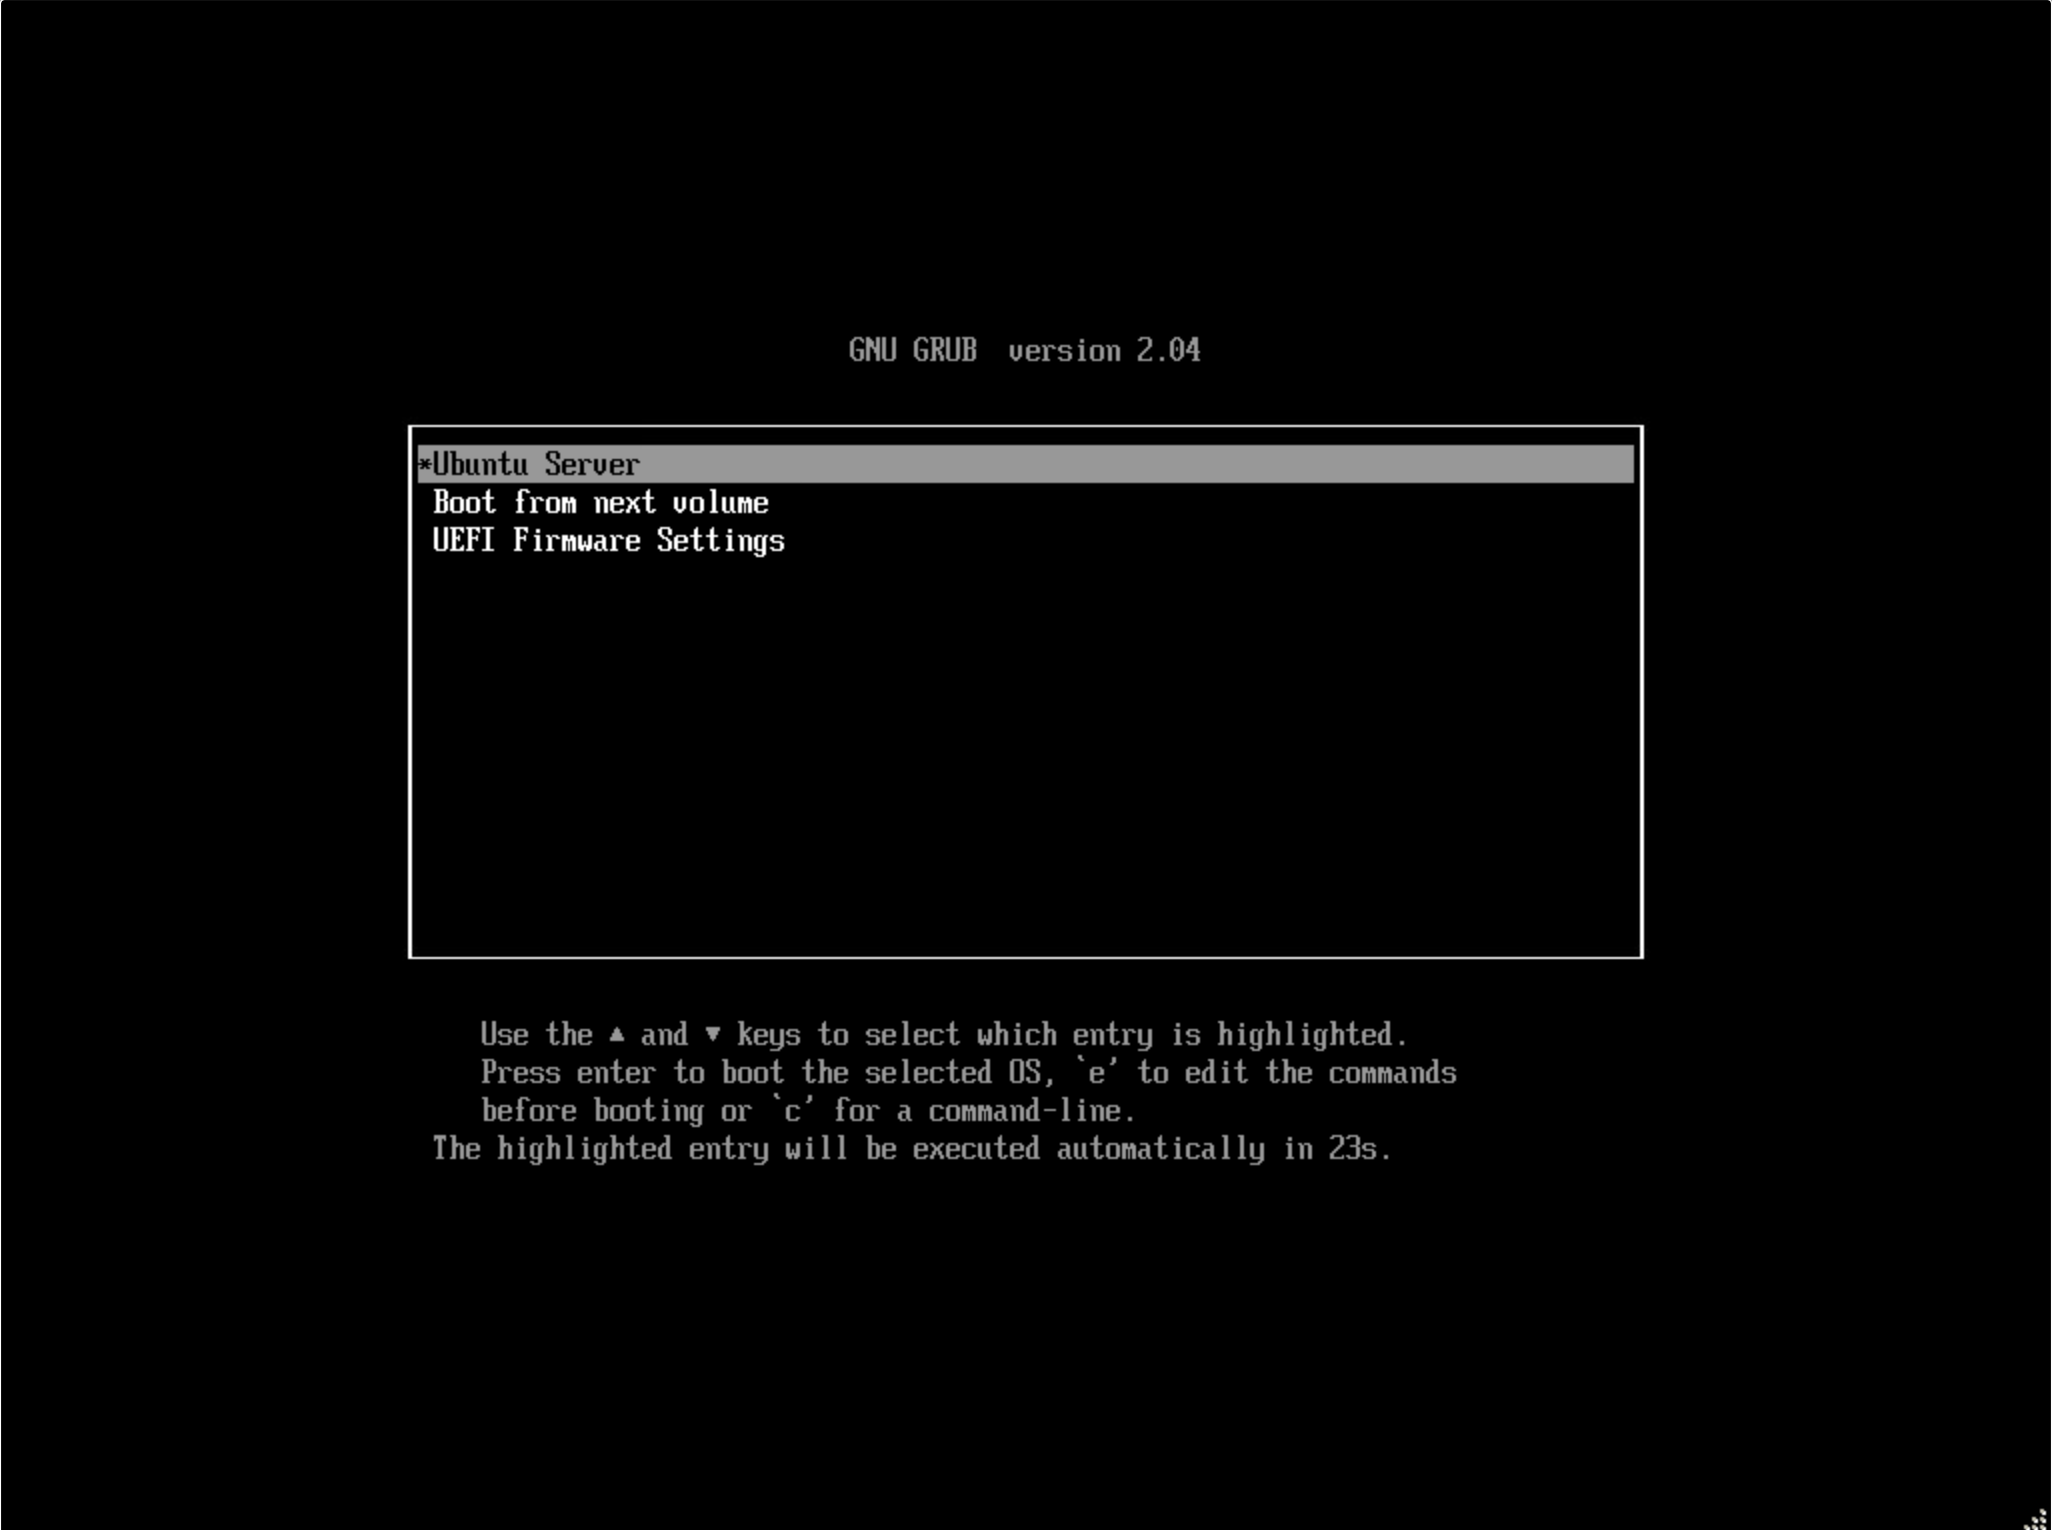 GNU GRUB  version 2.04
*Ubuntu Server
Boot from next volume
UEFI Firmware Settings
Use the ▲ and ▼ keys to select which entry is highlighted.
Press enter to boot the selected OS, `e' to edit the commands
before booting or `c' for a command-line.
The highlighted entry will be executed automatically in 23s.